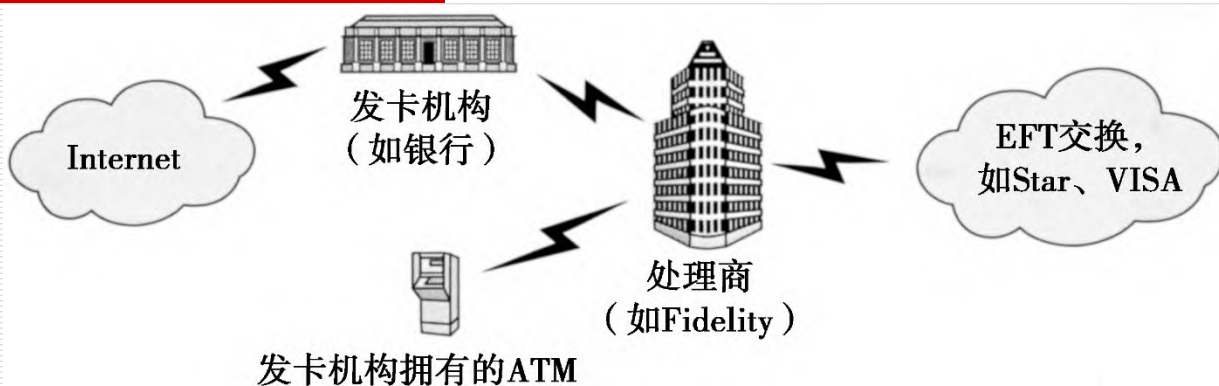 Internet
发卡机构
（如银行）
EFT交换，
如Star、VISA
处理商
（如Fidelity）
发卡机构拥有的ATM